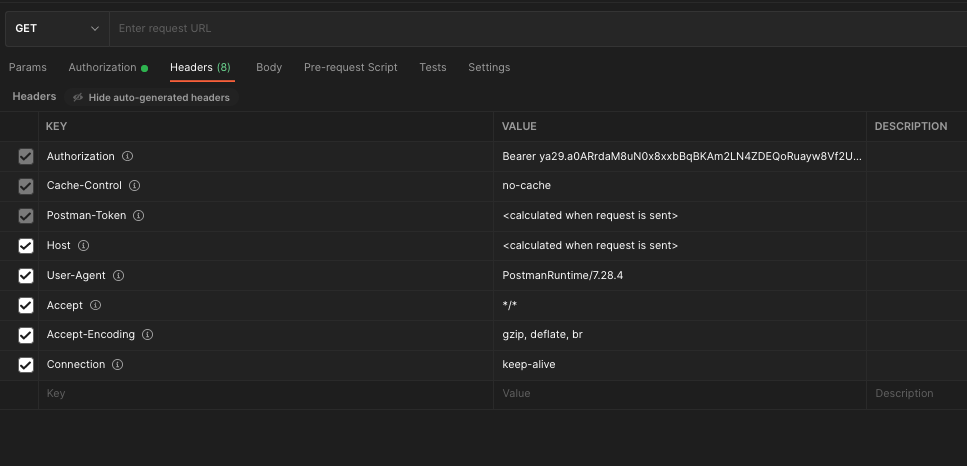 GET Enter request URL
Params Authorization Headers (8) Body Pre-request Script Tests Settings
Headers Hide auto-generated headers
KEY VALUE DESCRIPTION
Authorization Bearer ya29.a0ARrdaM8uN0x8xxbBqBKAm2LN4ZDEQoRuayw8Vf2U...
Cache-Control no-cache
Postman-Token <calculated when request is sent>
Host <calculated when request is sent>
User-Agent PostmanRuntime/7.28.4
Accept */*
Accept-Encoding gzip, deflate, br
Connection keep-alive
Key Value Description